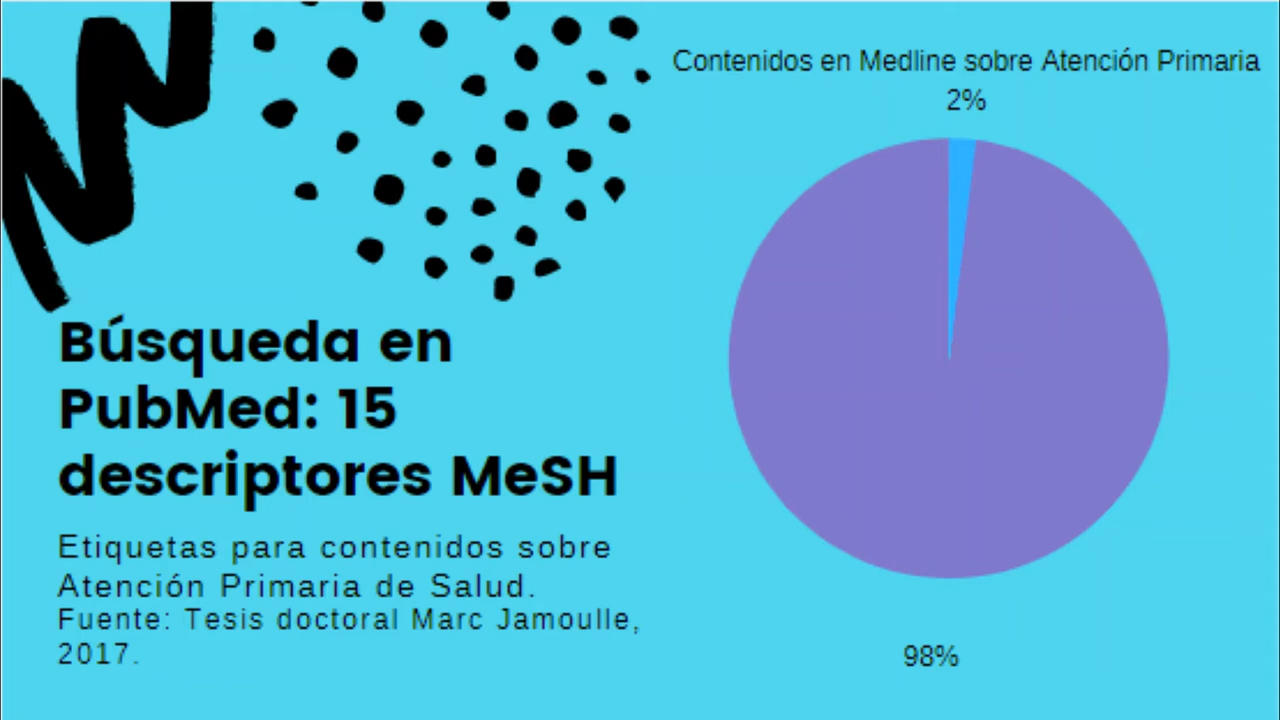 Contenidos en Medline sobre Atención Primaria
2%
98%
Búsqueda en
PubMed: 15
descriptores MeSH
Etiquetas para contenidos sobre
Atención Primaria de Salud.
Fuente: Tesis doctoral Marc Jamoulle,
2017.